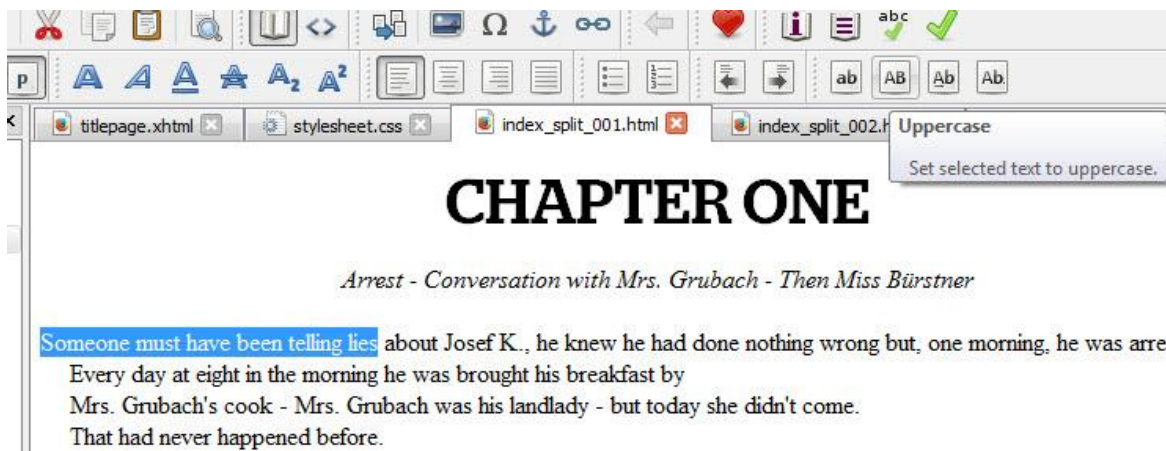 abc
p A A A A A2 A2 ab AB Ab Ab.
titlepage.xhtml stylesheet.css index_split_001.html index_split_002.h
Uppercase
Set selected text to uppercase.
CHAPTER ONE
Arrest - Conversation with Mrs. Grubach - Then Miss Bürstner
Someone must have been telling lies about Josef K., he knew he had done nothing wrong but, one morning, he was arre
Every day at eight in the morning he was brought his breakfast by
Mrs. Grubach's cook - Mrs. Grubach was his landlady - but today she didn't come.
That had never happened before.